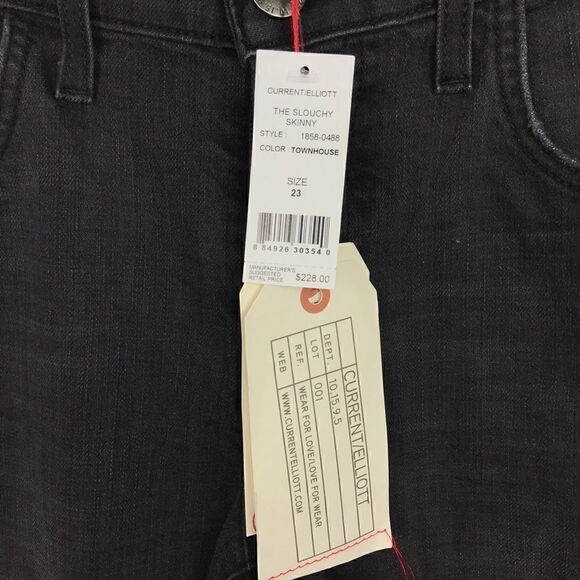 CURRENT/ELLIOTT
THE SLOUCHY
SKINNY
STYLE : 1858-0488
COLOR : TOWNHOUSE
SIZE
23
8 84926 30354 0
MANUFACTURER'S
SUGGESTED
RETAIL PRICE
$228.00
CURRENT/ELLIOTT
DEPT. 10.15.9.5
LOT 001
REF. WEAR FOR LOVE/LOVE FOR WEAR
WEB WWW.CURRENTELLIOTT.COM